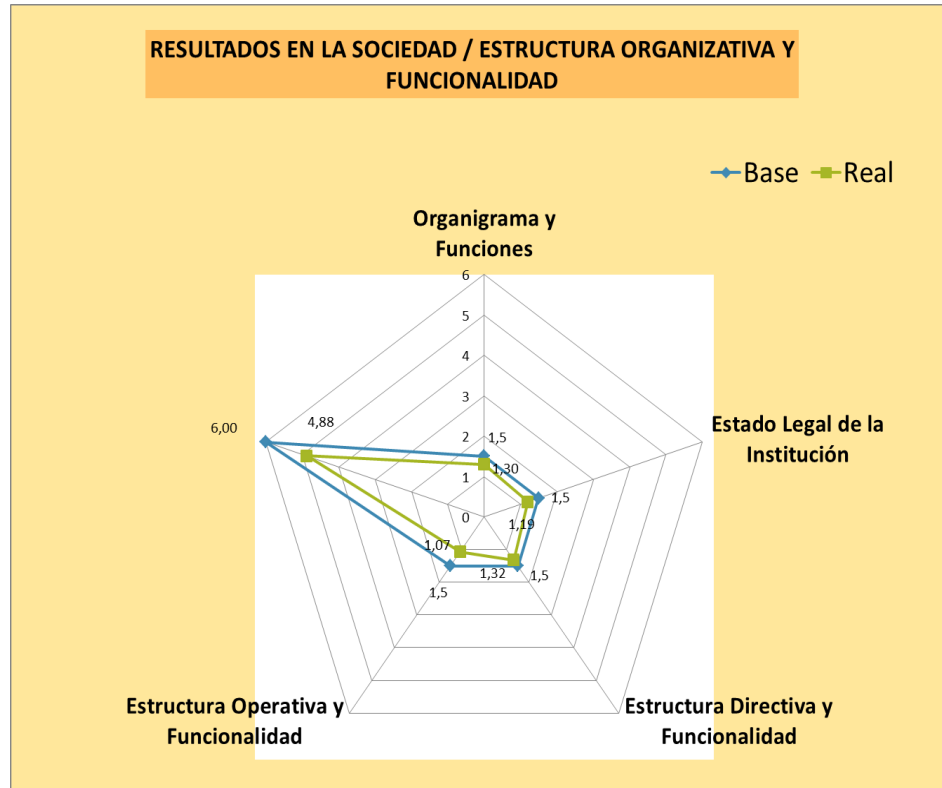 RESULTADOS EN LA SOCIEDAD / ESTRUCTURA ORGANIZATIVA Y
FUNCIONALIDAD
Base
Real
Organigrama y
Funciones
6
5
4
3
2
1
0
6,00
4,88
1,5
1,30
Estado Legal de la
Institución
1,5
1,19
1,07
1,32
1,5
1,5
Estructura Operativa y
Funcionalidad
Estructura Directiva y
Funcionalidad